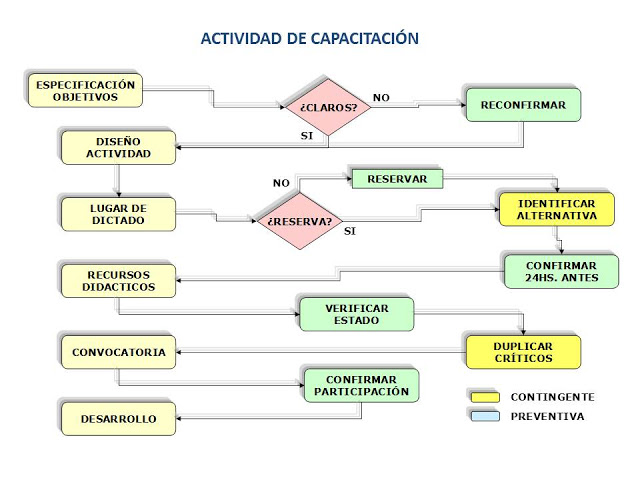 ACTIVIDAD DE CAPACITACIÓN
ESPECIFICACIÓN
OBJETIVOS
¿CLAROS?
NO
RECONFIRMAR
SI
DISEÑO
ACTIVIDAD
NO
RESERVAR
LUGAR DE
DICTADO
¿RESERVA?
SI
IDENTIFICAR
ALTERNATIVA
RECURSOS
DIDACTICOS
CONFIRMAR
24HS. ANTES
VERIFICAR
ESTADO
CONVOCATORIA
DUPLICAR
CRÍTICOS
CONFIRMAR
PARTICIPACIÓN
DESARROLLO
CONTINGENTE
PREVENTIVA